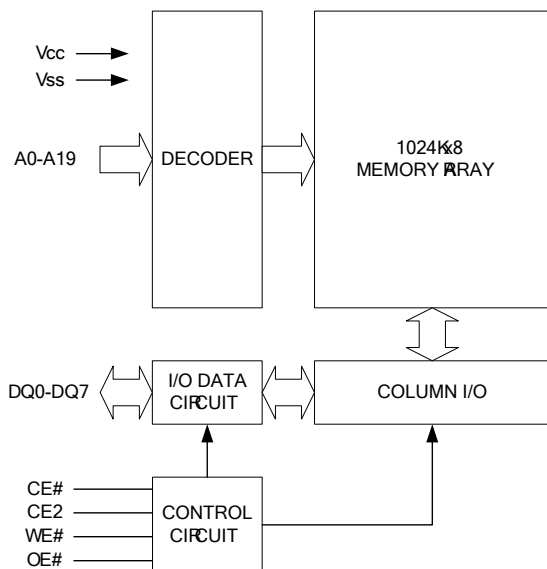 Vcc
Vss
A0-A19
DECODER
1024Kx8
MEMORY ARRAY
DQ0-DQ7
I/O DATA
CIRCUIT
COLUMN I/O
CE#
CE2
WE#
OE#
CONTROL
CIRCUIT